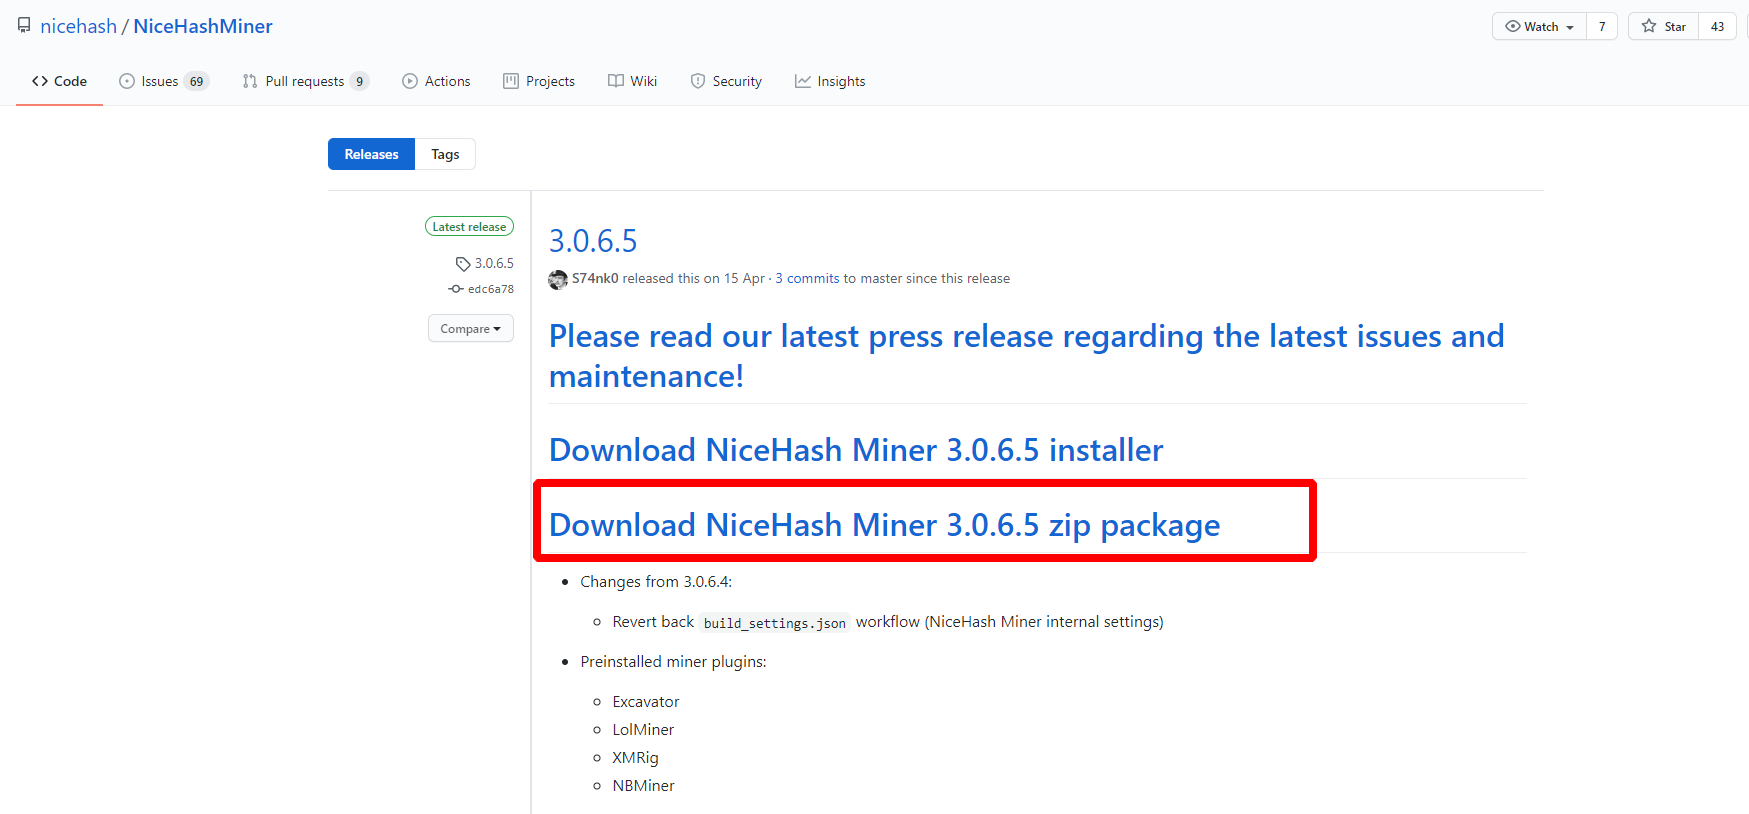 nicehash / NiceHashMiner
Watch 7 Star 43
Code Issues 69 Pull requests 9 Actions Projects Wiki Security Insights
Releases Tags
Latest release
3.0.6.5
edc6a78
Compare
3.0.6.5
S74nk0 released this on 15 Apr · 3 commits to master since this release
Please read our latest press release regarding the latest issues and
maintenance!
Download NiceHash Miner 3.0.6.5 installer
Download NiceHash Miner 3.0.6.5 zip package
Changes from 3.0.6.4:
Revert back build_settings.json workflow (NiceHash Miner internal settings)
Preinstalled miner plugins:
Excavator
LolMiner
XMRig
NBMiner